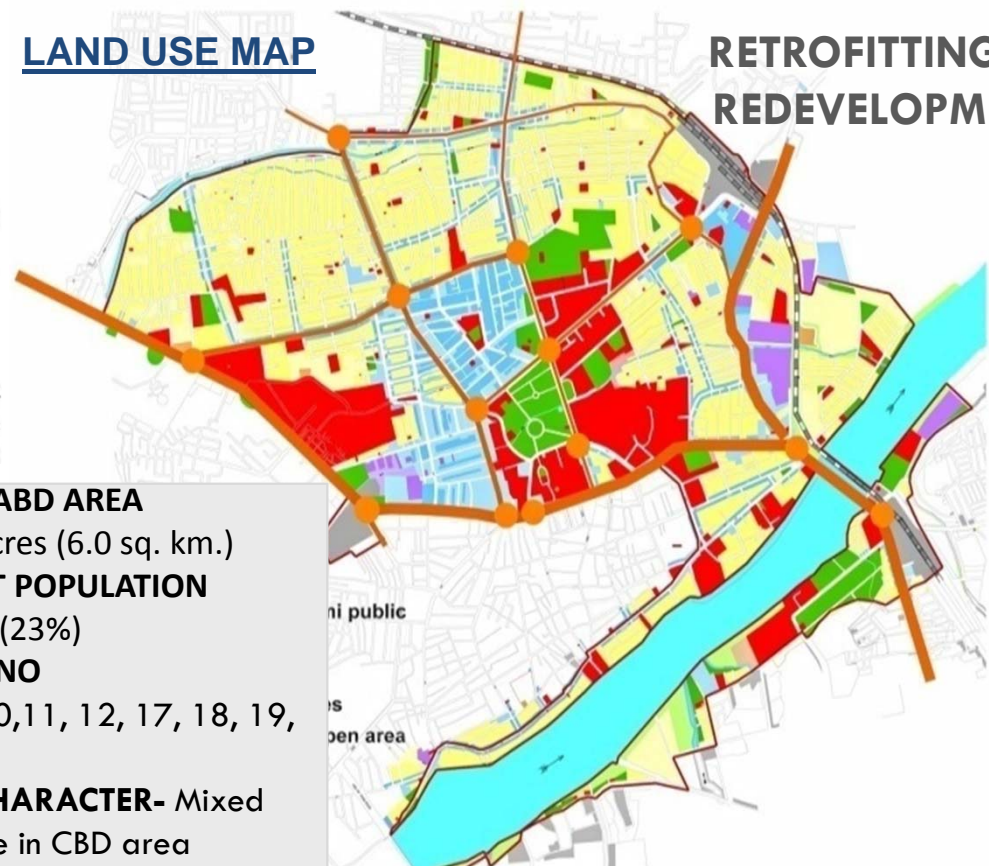 LAND USE MAP
RETROFITTING
REDEVELOPM
ABD AREA
cres (6.0 sq. km.)
T POPULATION
(23%)
NO
0,11, 12, 17, 18, 19,
HARACTER- Mixed
e in CBD area
ni public
es
pen area